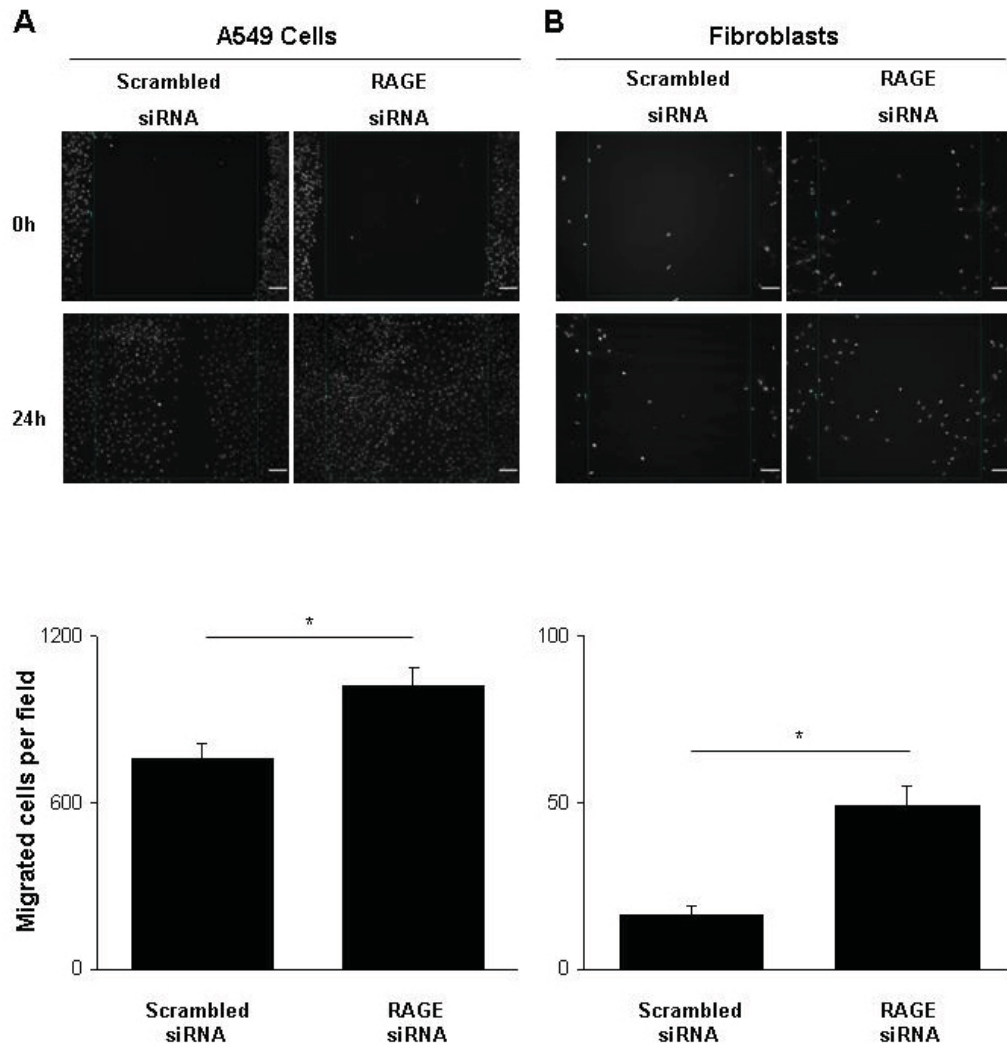 A
A549 Cells
Scrambled
siRNA
RAGE
siRNA
0h
24h
B
Fibroblasts
Scrambled
siRNA
RAGE
siRNA
Migrated cells per field
1200
600
0
*
Scrambled
siRNA
RAGE
siRNA
100
50
0
*
Scrambled
siRNA
RAGE
siRNA